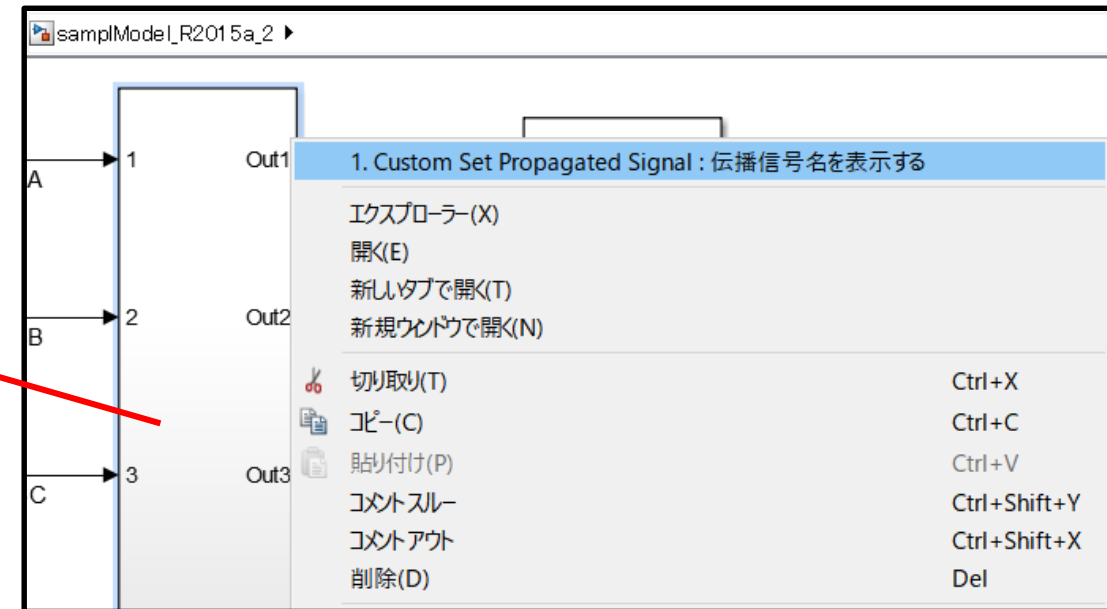 samplModel_R2015a_2
1 Out1
A
1. Custom Set Propagated Signal : 伝播信号名を表示する
エクスプローラー(X)
開く(E)
新しいタブで開く(T)
新規ウィンドウで開く(N)
2 Out2
B
切り取り(T) Ctrl+X
コピー(C) Ctrl+C
貼り付け(P) Ctrl+V
3 Out3
C
コメント スルー Ctrl+Shift+Y
コメント アウト Ctrl+Shift+X
削除(D) Del